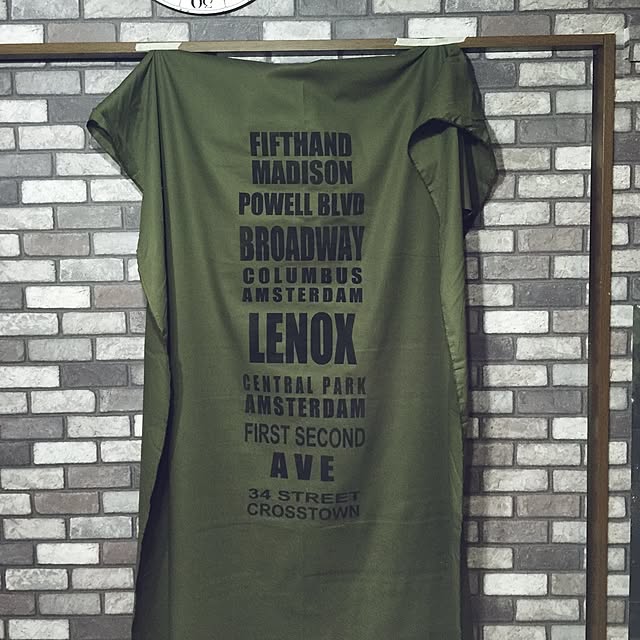 FIFTHAND
MADISON
POWELL BLVD
BROADWAY
COLUMBUS
AMSTERDAM
LENOX
CENTRAL PARK
AMSTERDAM
FIRST SECOND
AVE
34 STREET
CROSSTOWN